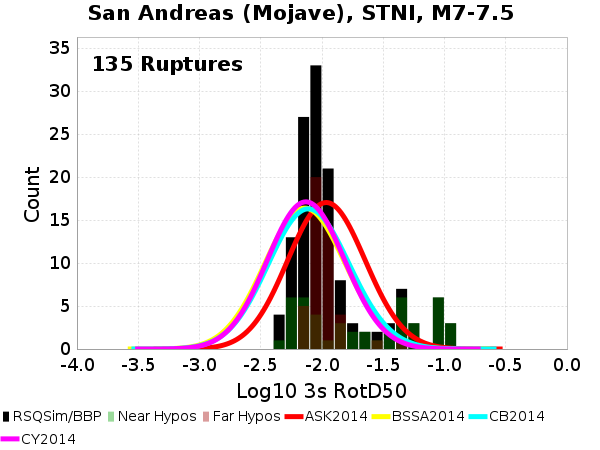 San Andreas (Mojave), STNI, M7-7.5
135 Ruptures
Count
35
30
25
20
15
10
5
0
-4.0 -3.5 -3.0 -2.5 -2.0 -1.5 -1.0 -0.5 0.0
Log10 3s RotD50
RSQSim/BBP Near Hypos Far Hypos ASK2014 BSSA2014 CB2014
CY2014